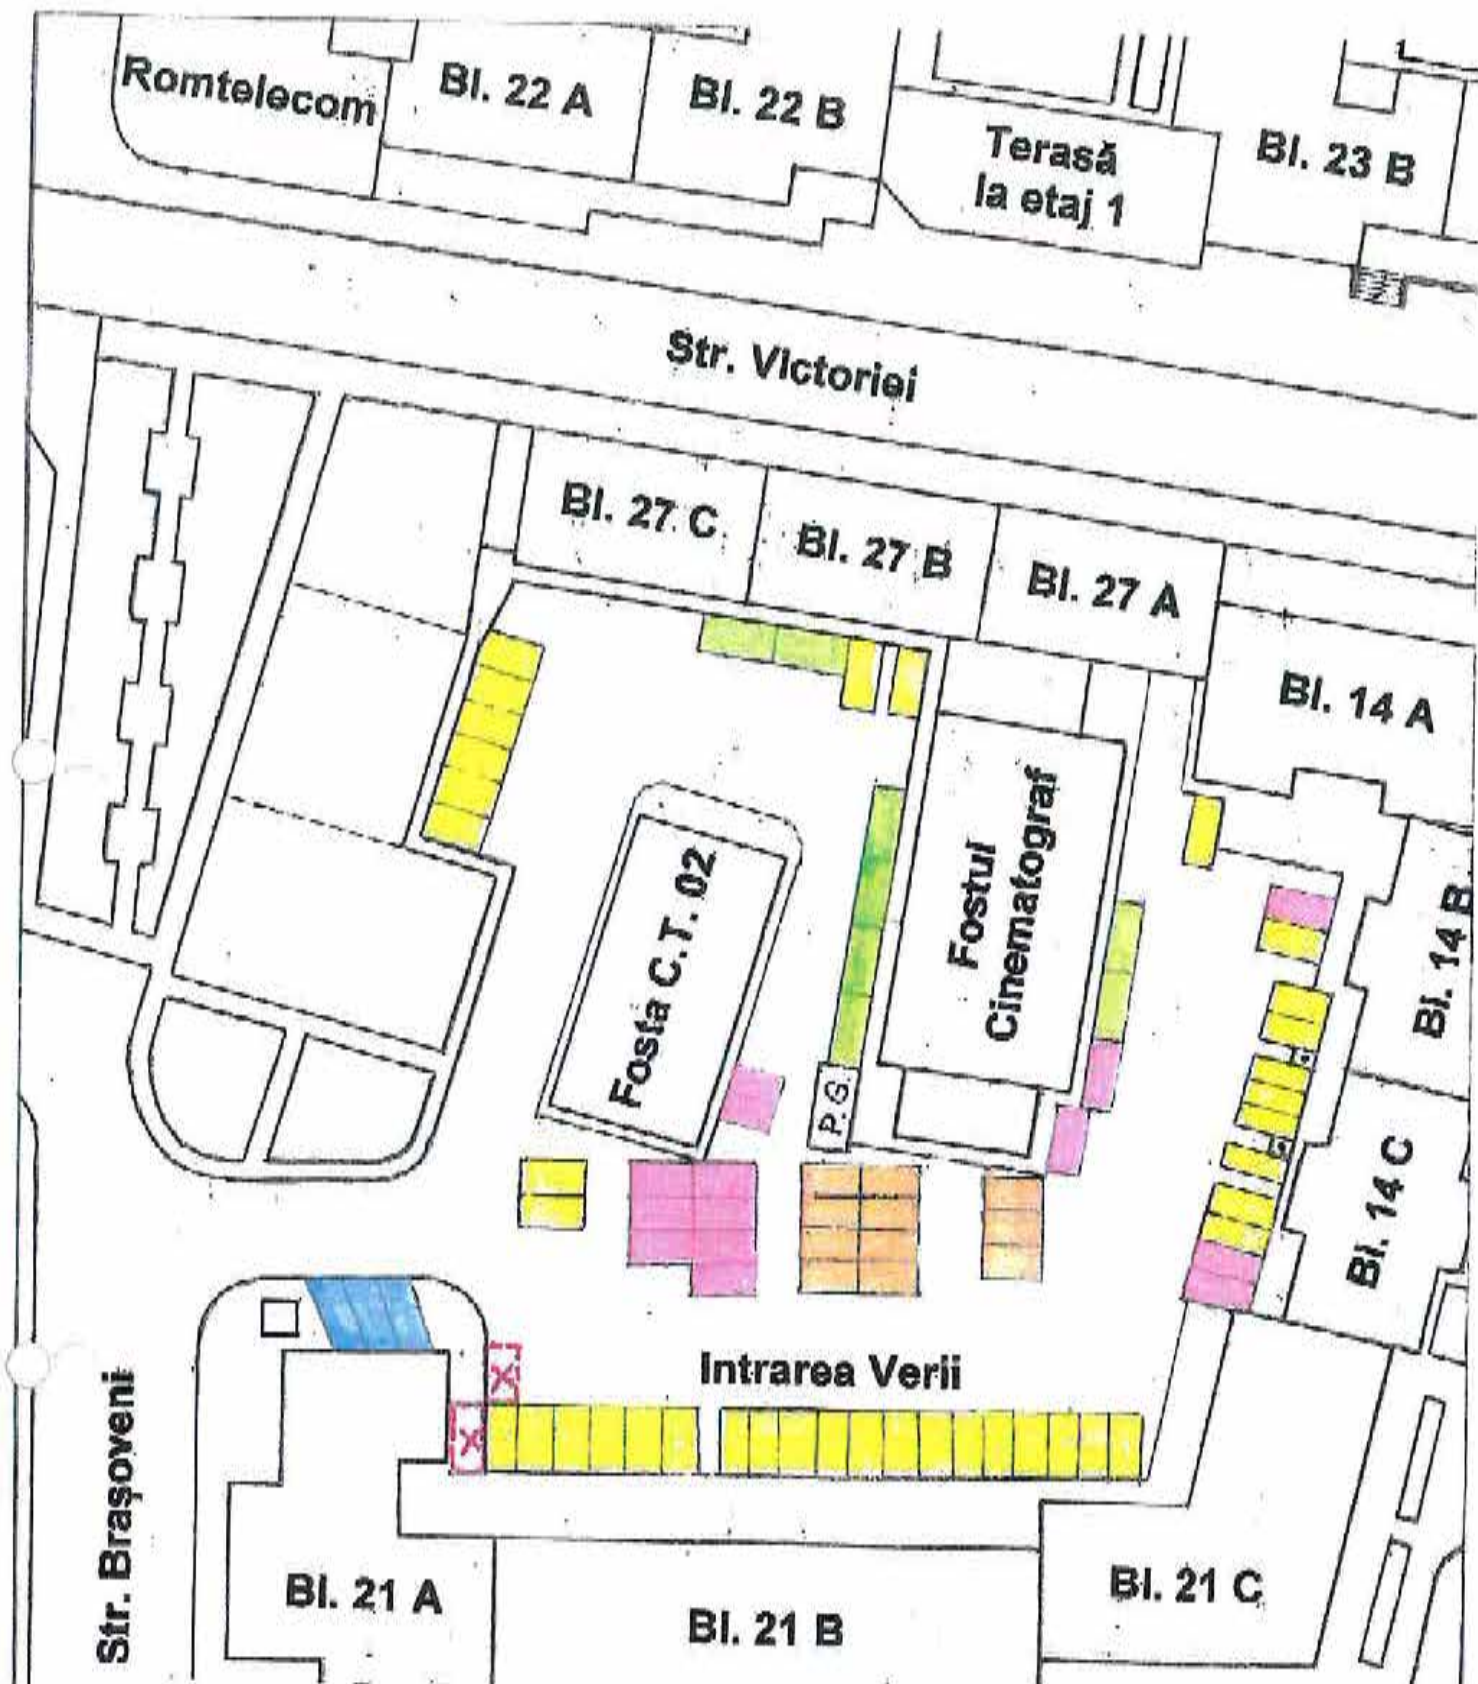 Romtelecom
Bl. 22 A
Bl. 22 B
Terasă
la etaj 1
Bl. 23 B
Str. Victoriei
Bl. 27 C
Bl. 27 B
Bl. 27 A
Bl. 14 A
Bl. 14 B
Bl. 14 C
Fosta C.T. 02
Fostul
Cinematograf
P.G.
Intrarea Verii
Str. Brașoveni
Bl. 21 A
Bl. 21 B
Bl. 21 C